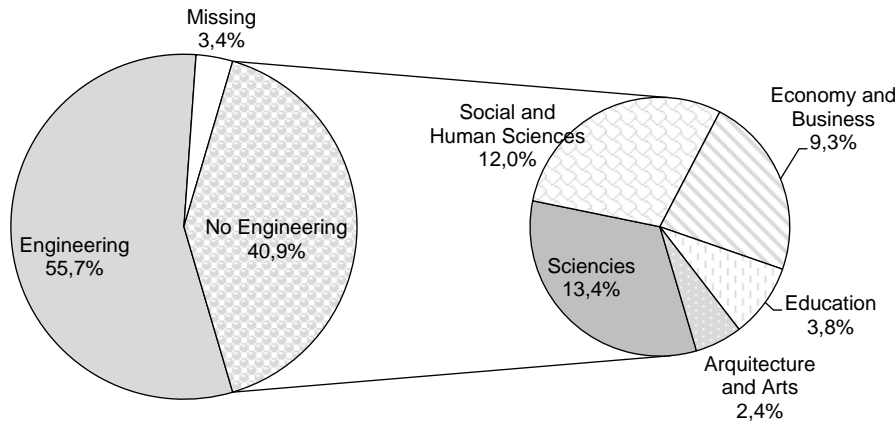 Missing
3,4%
Engineering
55,7%
No Engineering
40,9%
Social and
Human Sciences
12,0%
Economy and
Business
9,3%
Sciencies
13,4%
Education
3,8%
Arquitecture
and Arts
2,4%